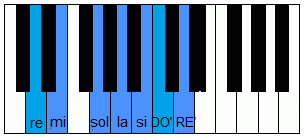 re mi sol la si DO' RE'